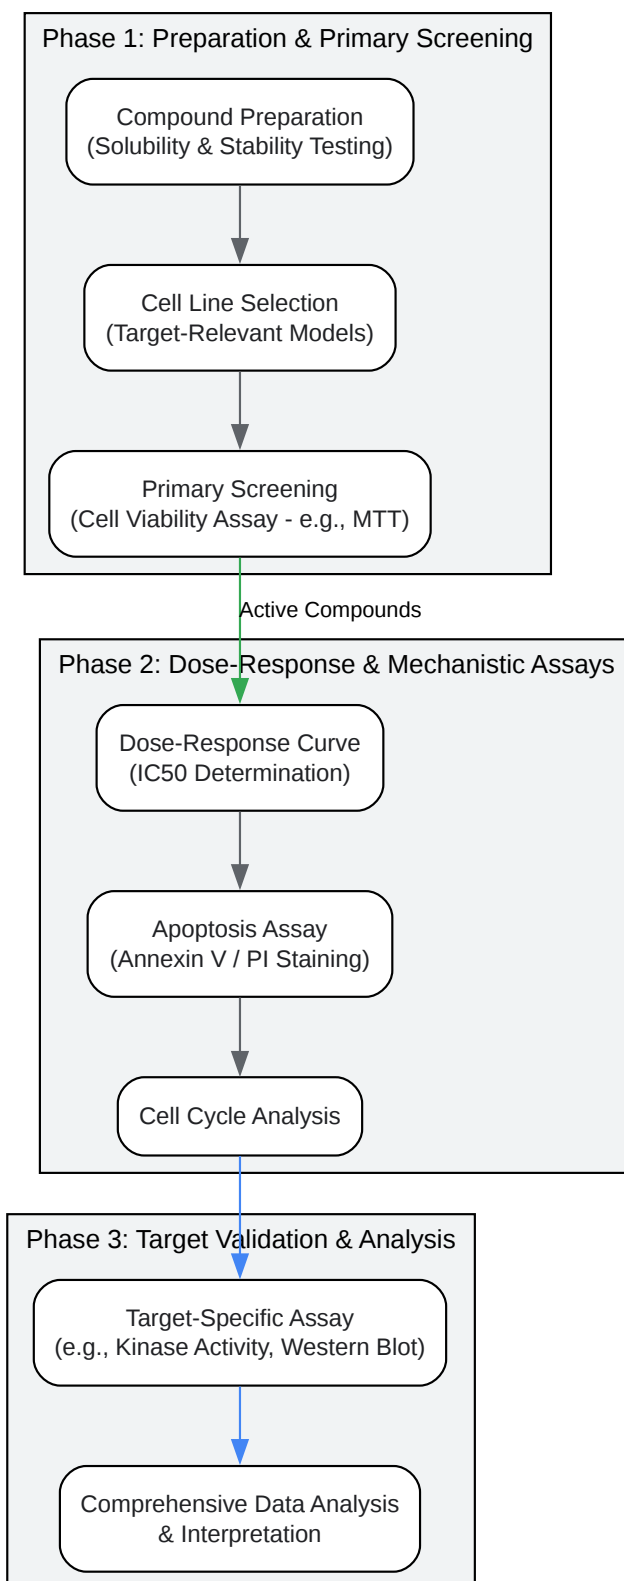 Phase 1: Preparation & Primary Screening
Compound Preparation
(Solubility & Stability Testing)
Cell Line Selection
(Target-Relevant Models)
Primary Screening
(Cell Viability Assay - e.g., MTT)
Active Compounds
Phase 2: Dose-Response & Mechanistic Assays
Dose-Response Curve
(IC50 Determination)
Apoptosis Assay
(Annexin V / PI Staining)
Cell Cycle Analysis
Phase 3: Target Validation & Analysis
Target-Specific Assay
(e.g., Kinase Activity, Western Blot)
Comprehensive Data Analysis
& Interpretation